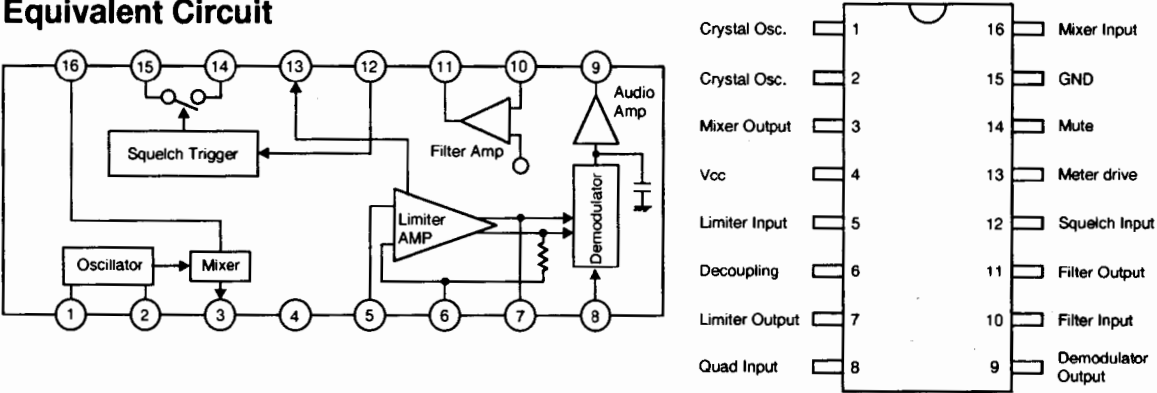 Equivalent Circuit
16 15 14 13 12 11 10 9
Audio
Amp
Filter Amp
Squelch Trigger
Limiter
AMP
Demodulator
Oscillator
Mixer
1 2 3 4 5 6 7 8
Crystal Osc. 1 16 Mixer Input
Crystal Osc. 2 15 GND
Mixer Output 3 14 Mute
Vcc 4 13 Meter drive
Limiter Input 5 12 Squelch Input
Decoupling 6 11 Filter Output
Limiter Output 7 10 Filter Input
Quad Input 8 9 Demodulator
Output